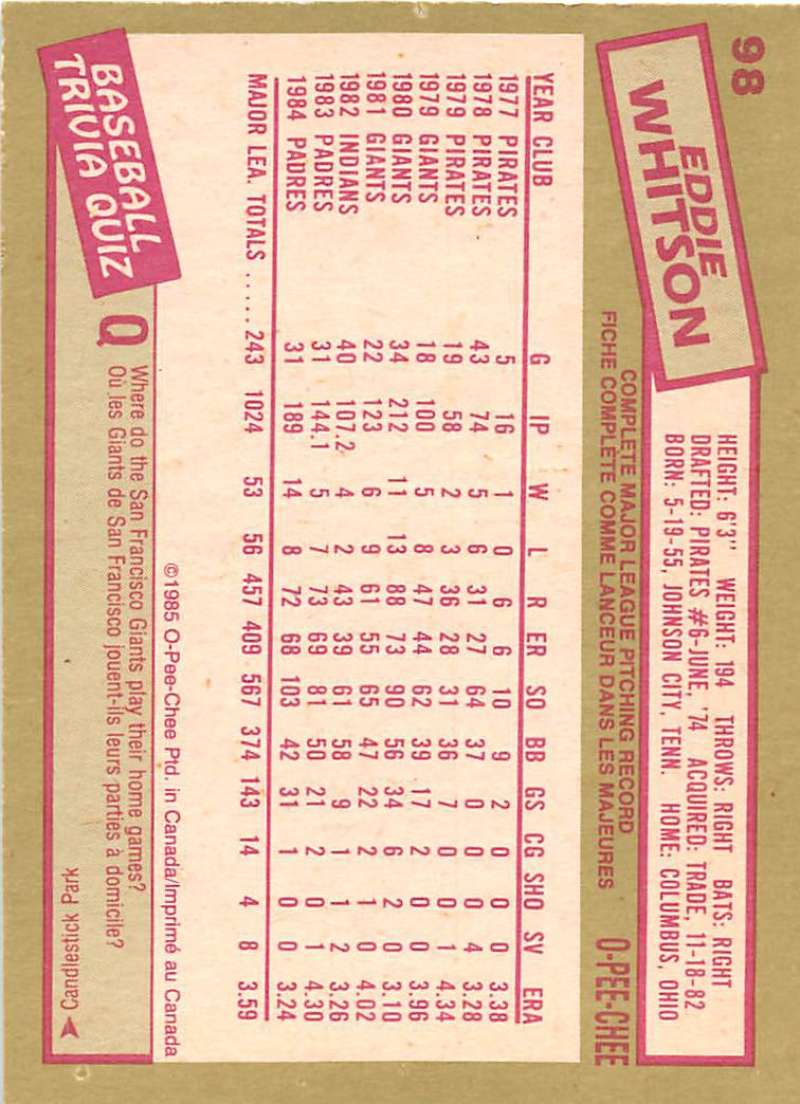 98
EDDIE
WHITSON
HEIGHT: 6'3" WEIGHT: 194 THROWS: RIGHT BATS: RIGHT
DRAFTED: PIRATES #6-JUNE, '74 ACQUIRED: TRADE, 11-18-82
BORN: 5-19-55, JOHNSON CITY, TENN. HOME: COLUMBUS, OHIO
COMPLETE MAJOR LEAGUE PITCHING RECORD
FICHE COMPLÈTE COMME LANCEUR DANS LES MAJEURES
O-PEE-CHEE
YEAR CLUB G IP W L R ER SO BB GS CG SHO SV ERA
1977 PIRATES 5 16 1 0 6 6 10 9 2 0 0 0 3.38
1978 PIRATES 43 74 5 6 31 27 64 37 0 0 0 4 3.28
1979 PIRATES 19 58 2 3 36 28 31 36 7 0 0 1 4.34
1979 GIANTS 18 100 5 8 47 44 62 39 17 2 0 0 3.96
1980 GIANTS 34 212 11 13 88 73 90 56 34 6 2 0 3.10
1981 GIANTS 22 123 6 9 61 55 65 47 22 2 1 0 4.02
1982 INDIANS 40 107.2 4 2 43 39 61 58 9 1 1 2 3.26
1983 PADRES 31 144.1 5 7 73 69 81 50 21 2 0 1 4.30
1984 PADRES 31 189 14 8 72 68 103 42 31 1 0 0 3.24
MAJOR LEA. TOTALS ..... 243 1024 53 56 457 409 567 374 143 14 4 8 3.59
©1985 O-Pee-Chee Ptd. in Canada/Imprimé au Canada
BASEBALL
TRIVIA QUIZ
Q
Where do the San Francisco Giants play their home games?
Où les Giants de San Francisco jouent-ils leurs parties à domicile?
Candlestick Park